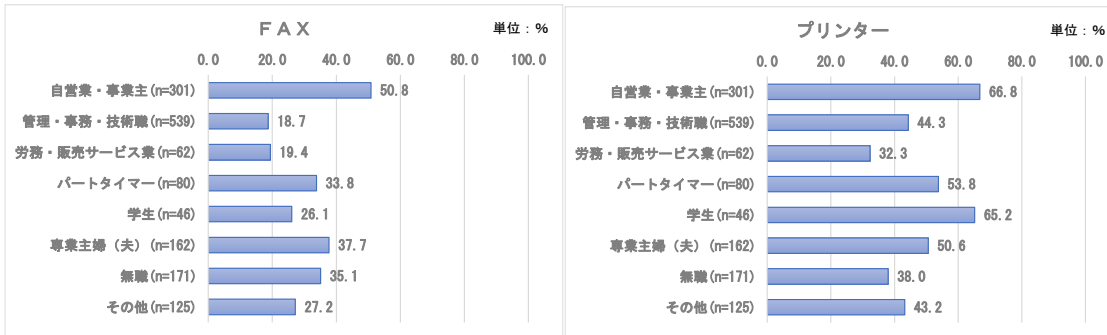 FAX 単位：%
0.0 20.0 40.0 60.0 80.0 100.0
自営業・事業主(n=301) 50.8
管理・事務・技術職(n=539) 18.7
労務・販売サービス業(n=62) 19.4
パートタイマー(n=80) 33.8
学生(n=46) 26.1
専業主婦（夫）(n=162) 37.7
無職(n=171) 35.1
その他(n=125) 27.2
プリンター 単位：%
0.0 20.0 40.0 60.0 80.0 100.0
自営業・事業主(n=301) 66.8
管理・事務・技術職(n=539) 44.3
労務・販売サービス業(n=62) 32.3
パートタイマー(n=80) 53.8
学生(n=46) 65.2
専業主婦（夫）(n=162) 50.6
無職(n=171) 38.0
その他(n=125) 43.2